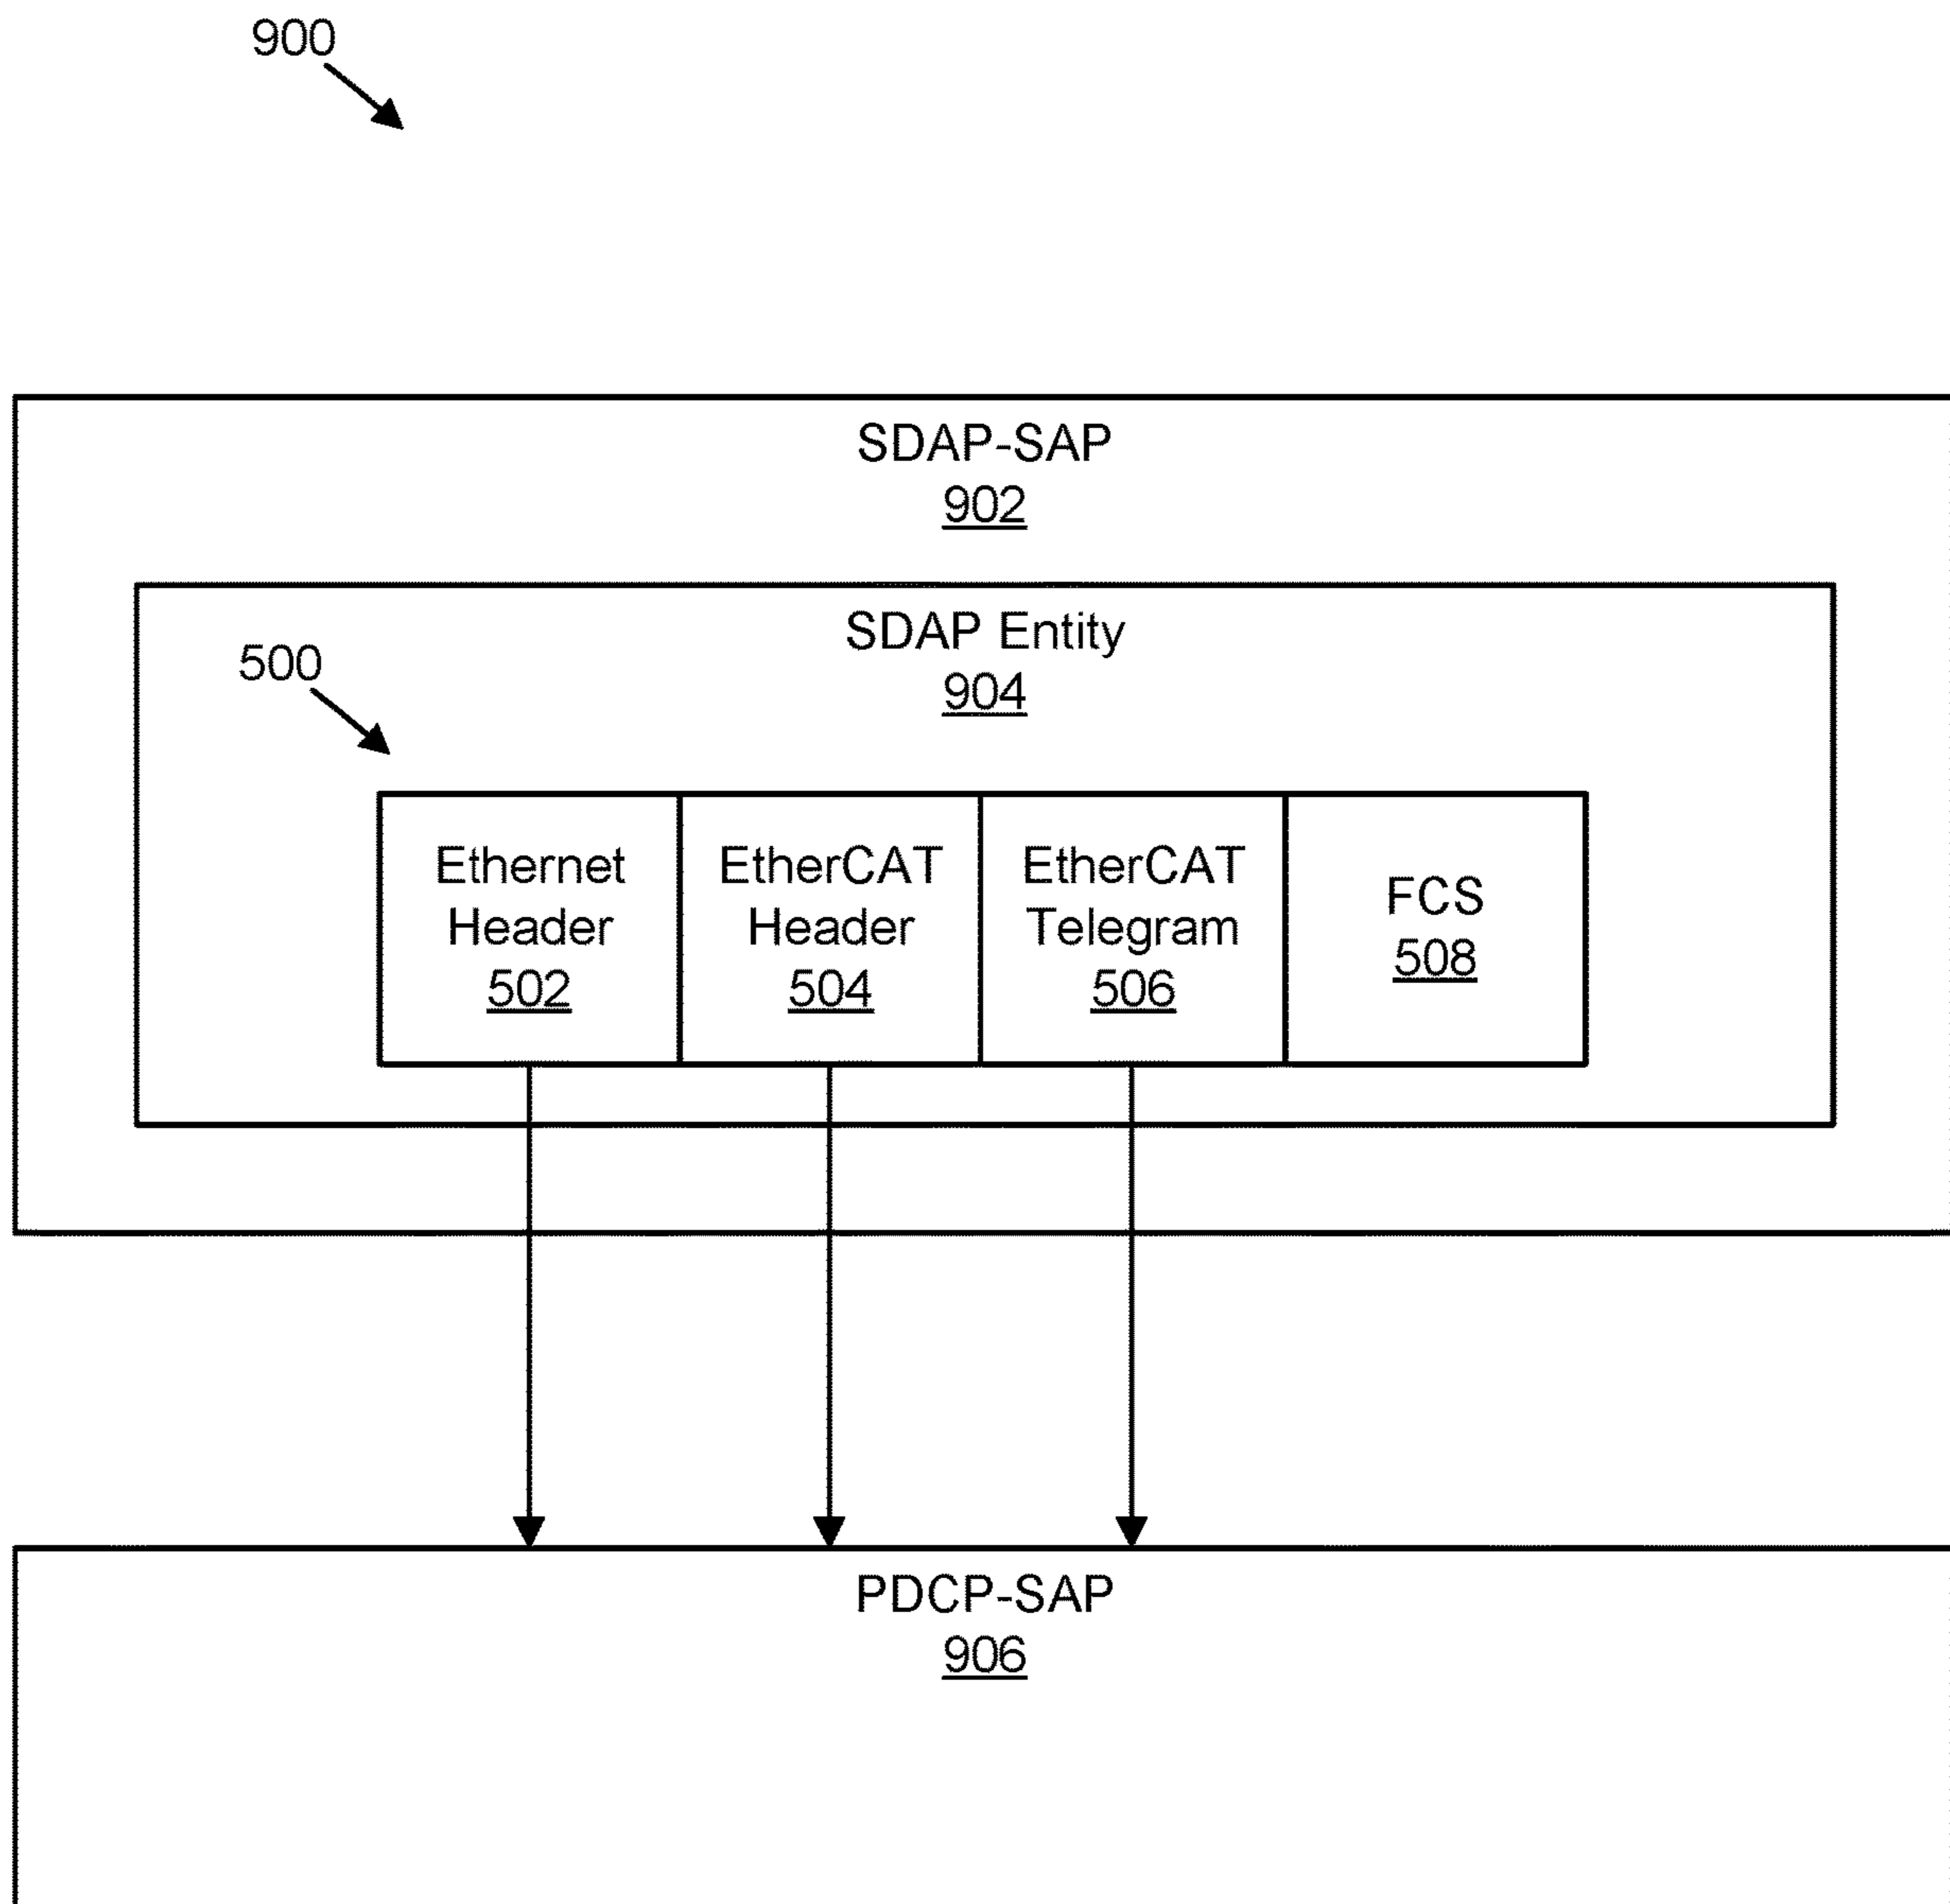 900
SDAP-SAP
902
SDAP Entity
904
500
Ethernet
Header
502
EtherCAT
Header
504
EtherCAT
Telegram
506
FCS
508
PDCP-SAP
906